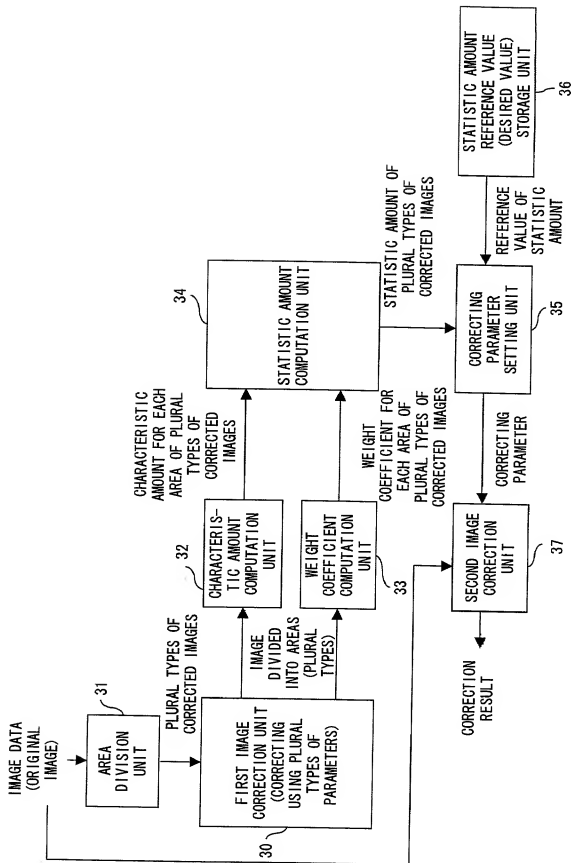 IMAGE DATA
(ORIGINAL
IMAGE)
31
AREA
DIVISION
UNIT
PLURAL TYPES OF
CORRECTED IMAGES
FIRST IMAGE
CORRECTION UNIT
(CORRECTING
USING PLURAL
TYPES OF
PARAMETERS)
30
IMAGE
DIVIDED
INTO AREAS
(PLURAL
TYPES)
32
CHARACTERIS-
TIC AMOUNT
COMPUTATION
UNIT
WEIGHT
COEFFICIENT
COMPUTATION
UNIT
33
CHARACTERISTIC
AMOUNT FOR EACH
AREA OF PLURAL
TYPES OF
CORRECTED
IMAGES
WEIGHT
COEFFICIENT FOR
EACH AREA OF
PLURAL TYPES OF
CORRECTED IMAGES
34
STATISTIC AMOUNT
COMPUTATION UNIT
STATISTIC AMOUNT OF
PLURAL TYPES OF
CORRECTED IMAGES
STATISTIC AMOUNT
REFERENCE VALUE
(DESIRED VALUE)
STORAGE UNIT
36
REFERENCE
VALUE OF
STATISTIC
AMOUNT
CORRECTING
PARAMETER
SETTING UNIT
35
CORRECTING
PARAMETER
SECOND IMAGE
CORRECTION
UNIT
37
CORRECTION
RESULT